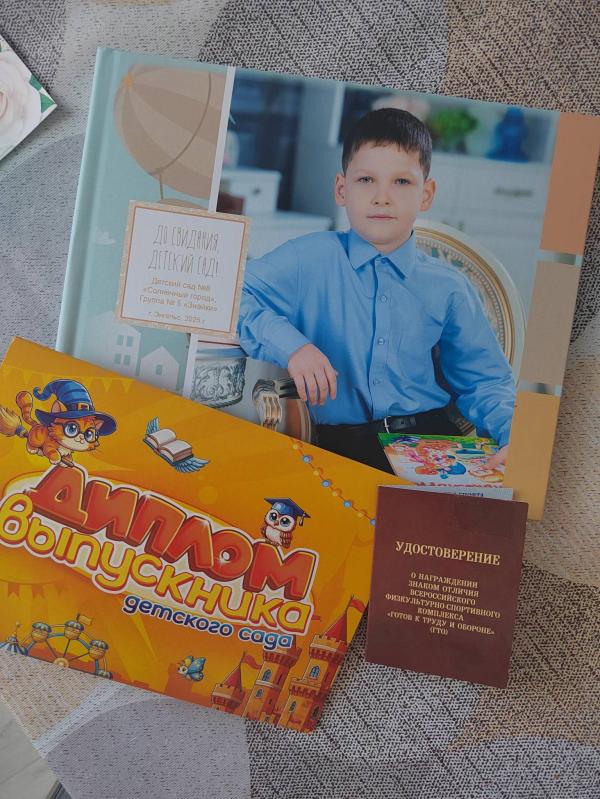 ДО СВИДАНИЯ,
ДЕТСКИЙ САД!
Детский сад №8
«Солнечный город»,
Группа № 5 «Знайки»
г. Энгельс, 2025 г
ДИПЛОМ
выпускника
детского сада
УДОСТОВЕРЕНИЕ
О НАГРАЖДЕНИИ
ЗНАКОМ ОТЛИЧИЯ
ВСЕРОССИЙСКОГО
ФИЗКУЛЬТУРНО-СПОРТИВНОГО
КОМПЛЕКСА
«ГОТОВ К ТРУДУ И ОБОРОНЕ»
(ГТО)